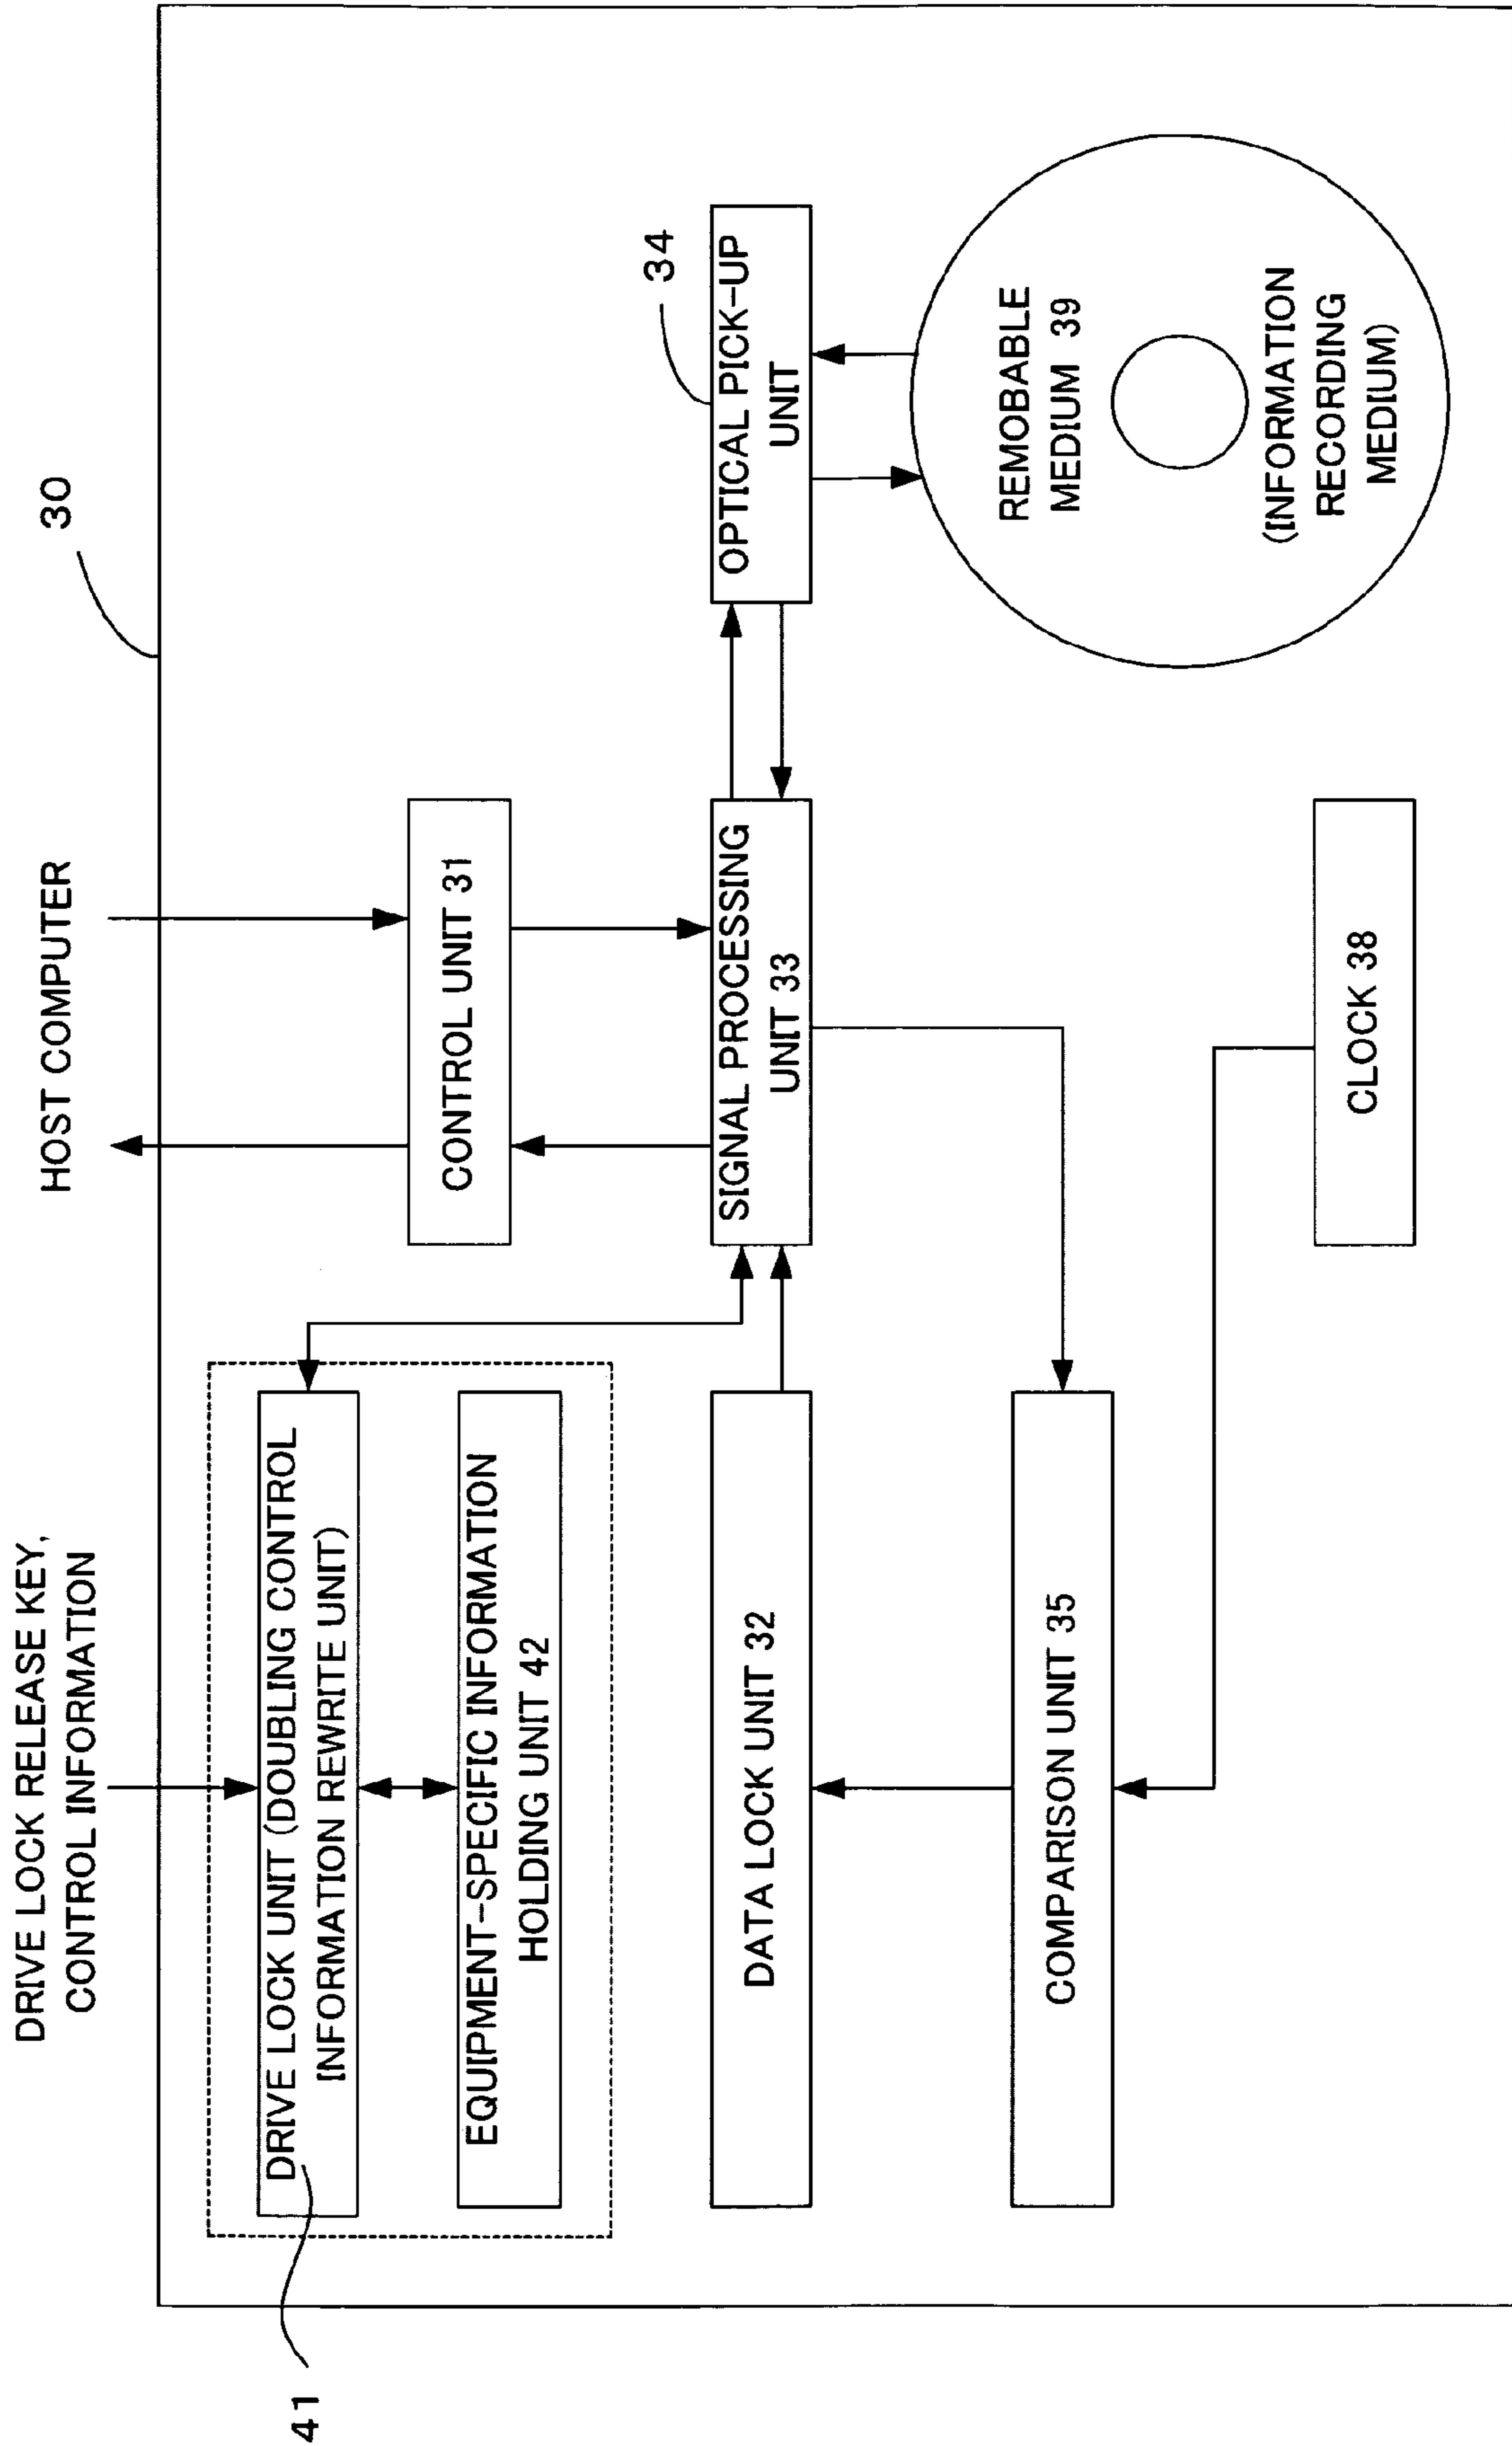 DRIVE LOCK RELEASE KEY,
CONTROL INFORMATION
HOST COMPUTER
30
41
DRIVE LOCK UNIT (DOUBLING CONTROL
INFORMATION REWRITE UNIT)
EQUIPMENT-SPECIFIC INFORMATION
HOLDING UNIT 42
CONTROL UNIT 31
34
DATA LOCK UNIT 32
SIGNAL PROCESSING
UNIT 33
OPTICAL PICK-UP
UNIT
COMPARISON UNIT 35
REMOBABLE
MEDIUM 39
(INFORMATION
RECORDING
MEDIUM)
CLOCK 38